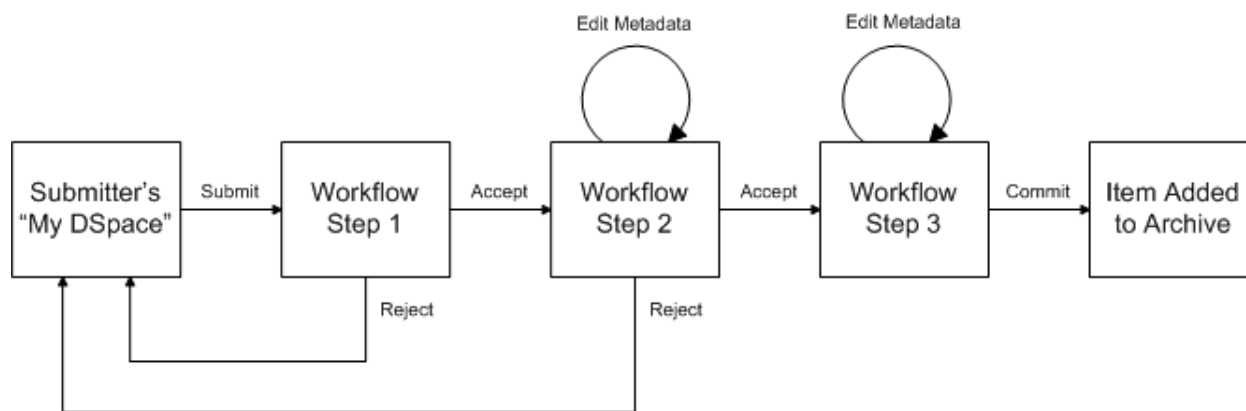 Edit Metadata
Edit Metadata
Submitter's
“My DSpace”
Submit
Workflow
Step 1
Accept
Workflow
Step 2
Accept
Workflow
Step 3
Commit
Item Added
to Archive
Reject
Reject